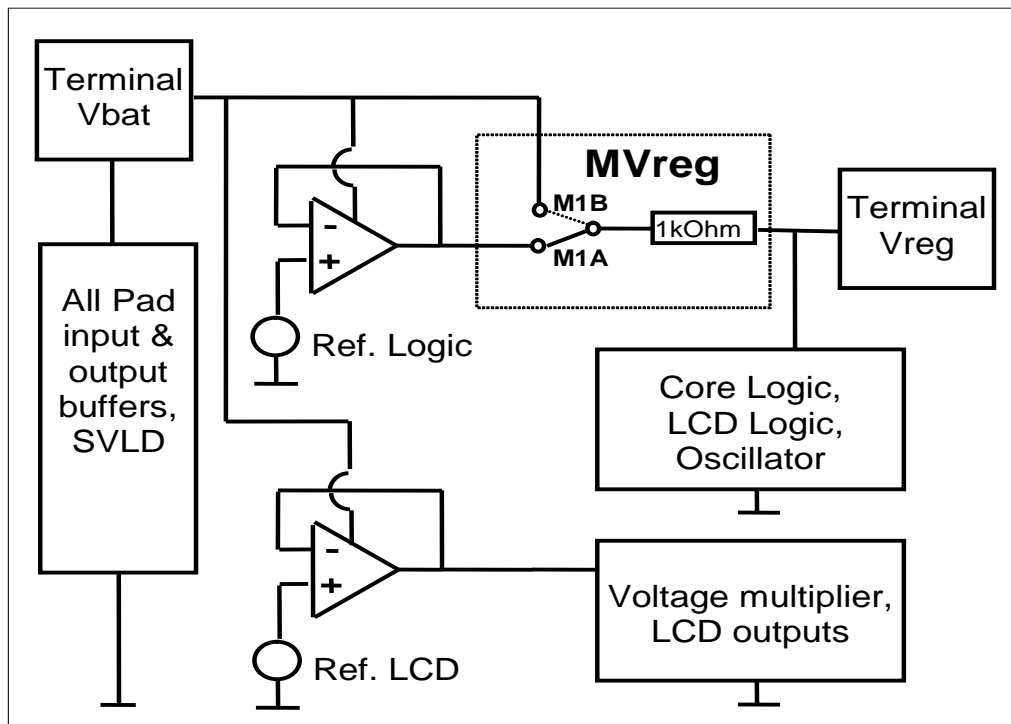 Terminal
Vbat
MVreg
M1B
1kOhm
M1A
Terminal
Vreg
-
+
All Pad
input &
output
buffers,
SVLD
Ref. Logic
Core Logic,
LCD Logic,
Oscillator
-
+
Voltage multiplier,
LCD outputs
Ref. LCD